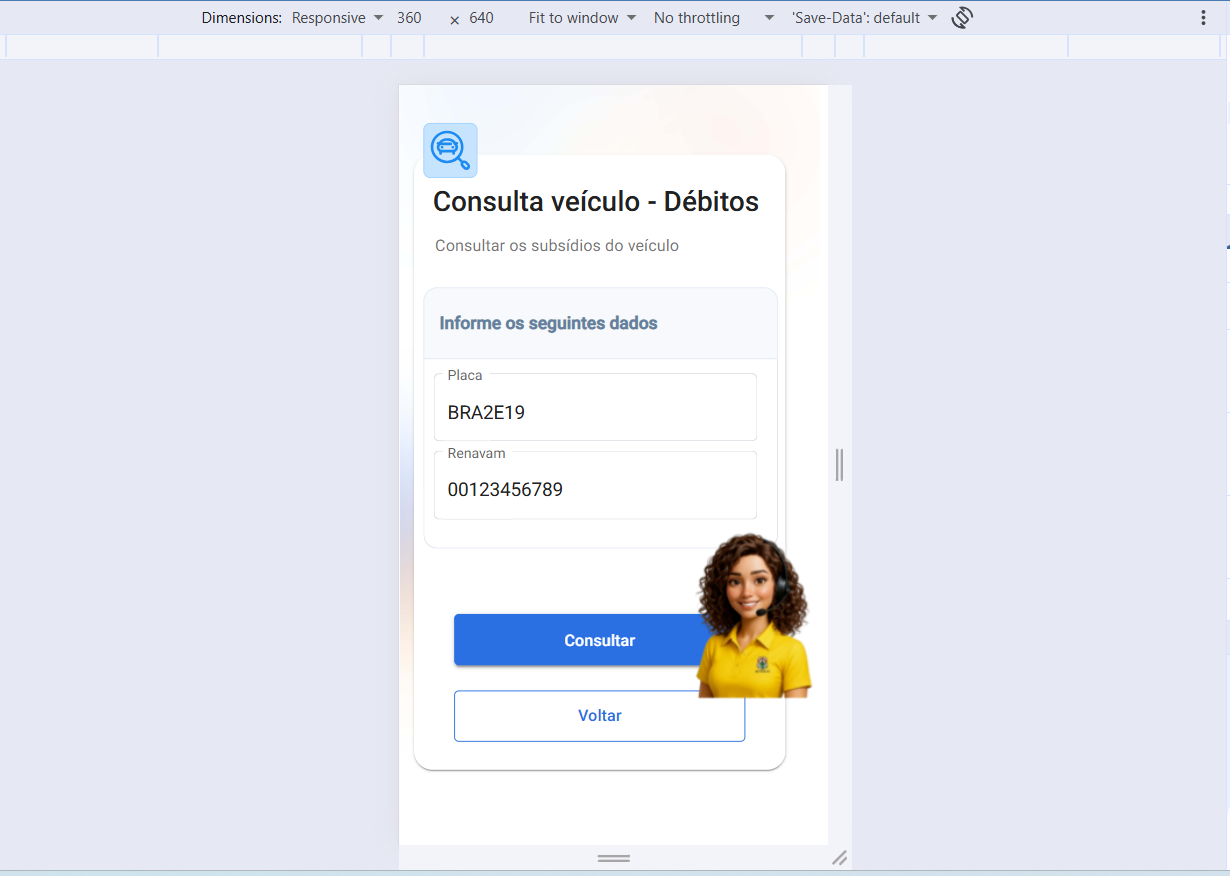 Dimensions: Responsive 360 × 640 Fit to window No throttling 'Save-Data': default
Consulta veículo - Débitos
Consultar os subsídios do veículo
Informe os seguintes dados
Placa
BRA2E19
Renavam
00123456789
Consultar
Voltar